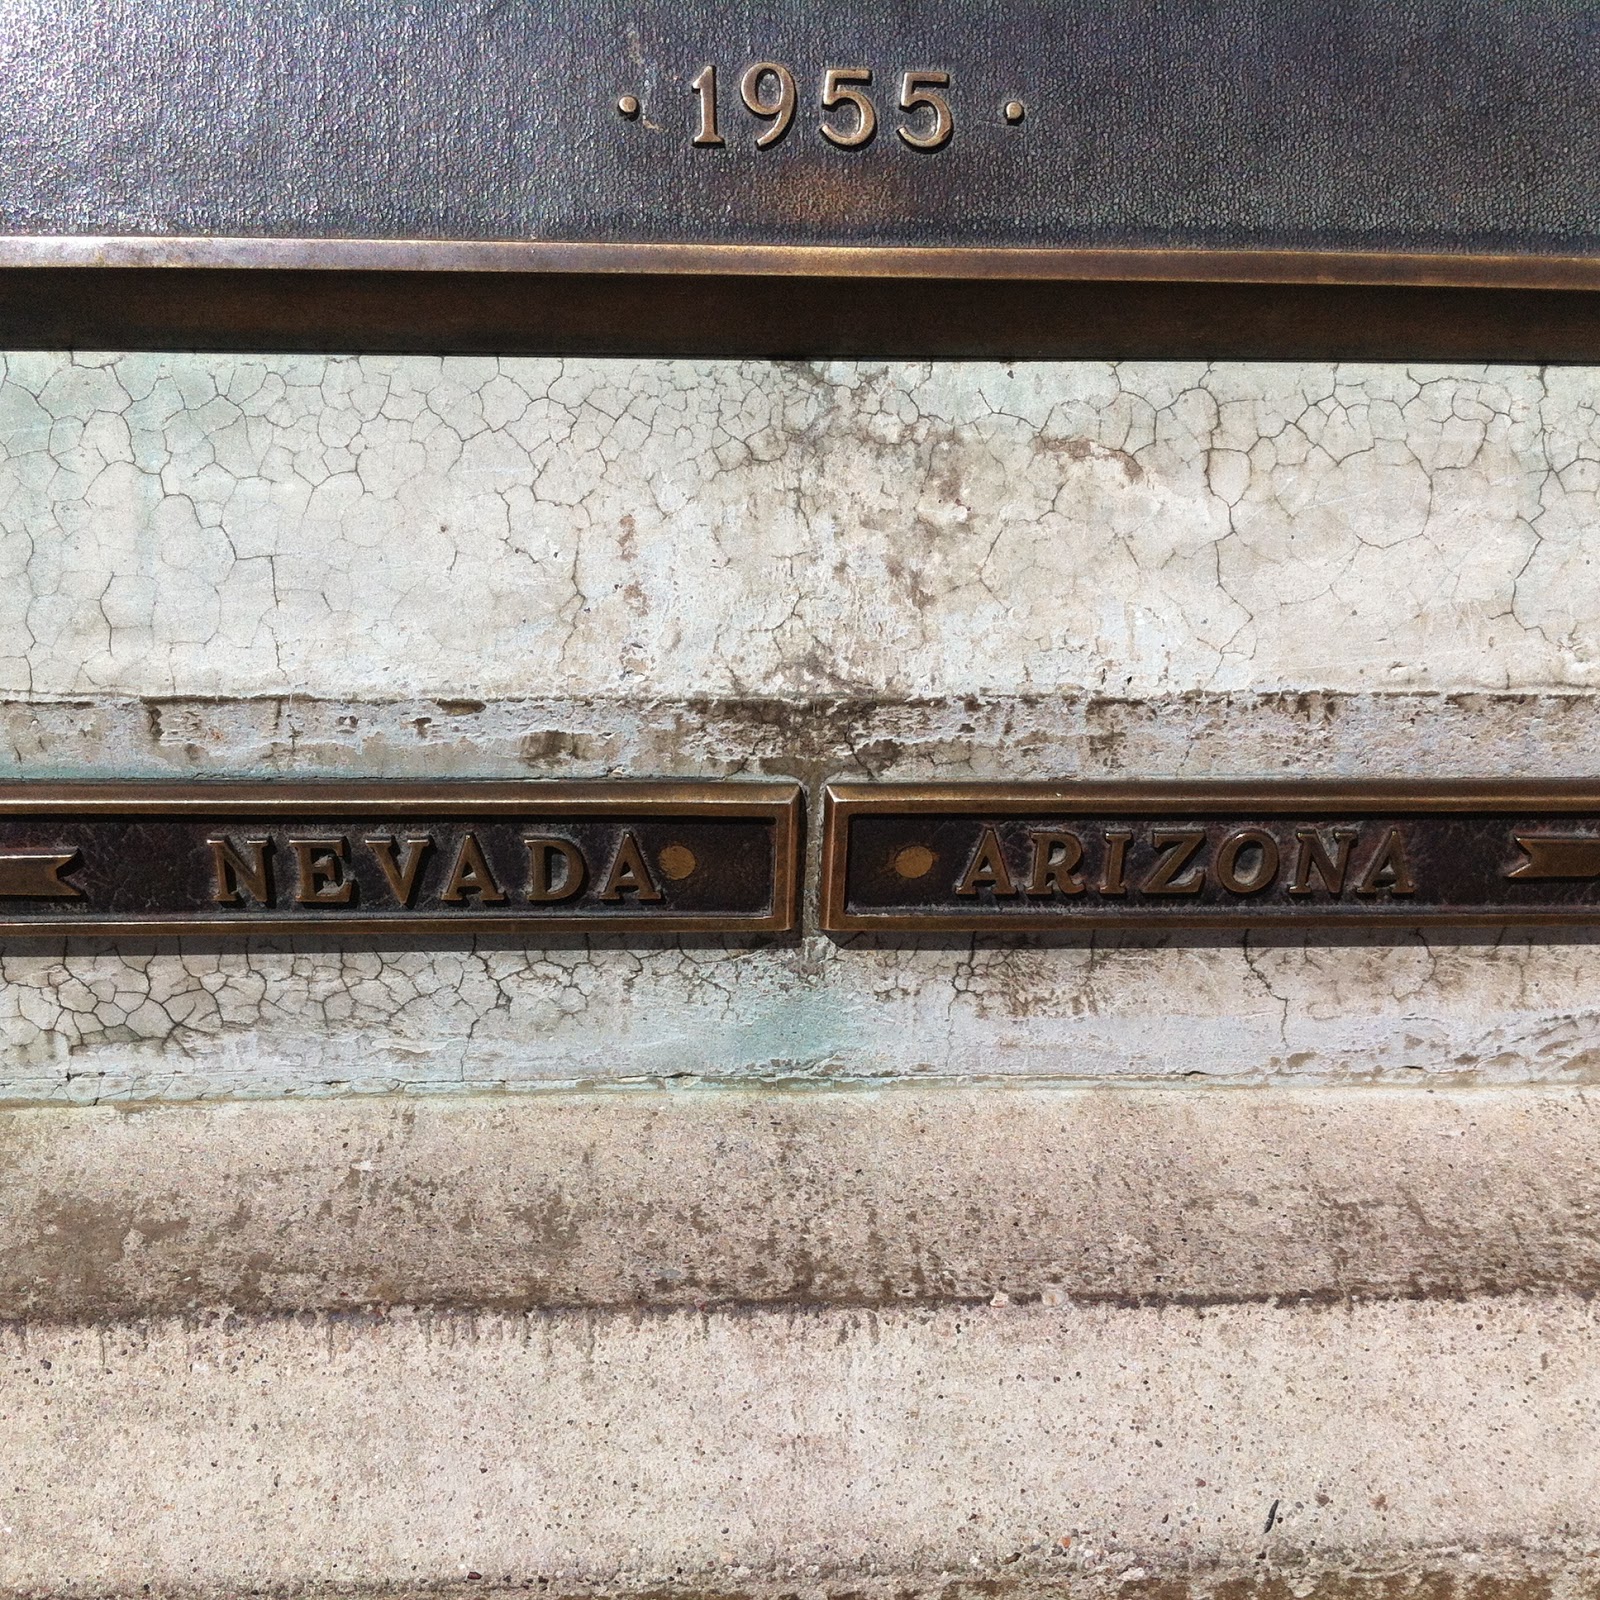 · 1955 ·
NEVADA
ARIZONA